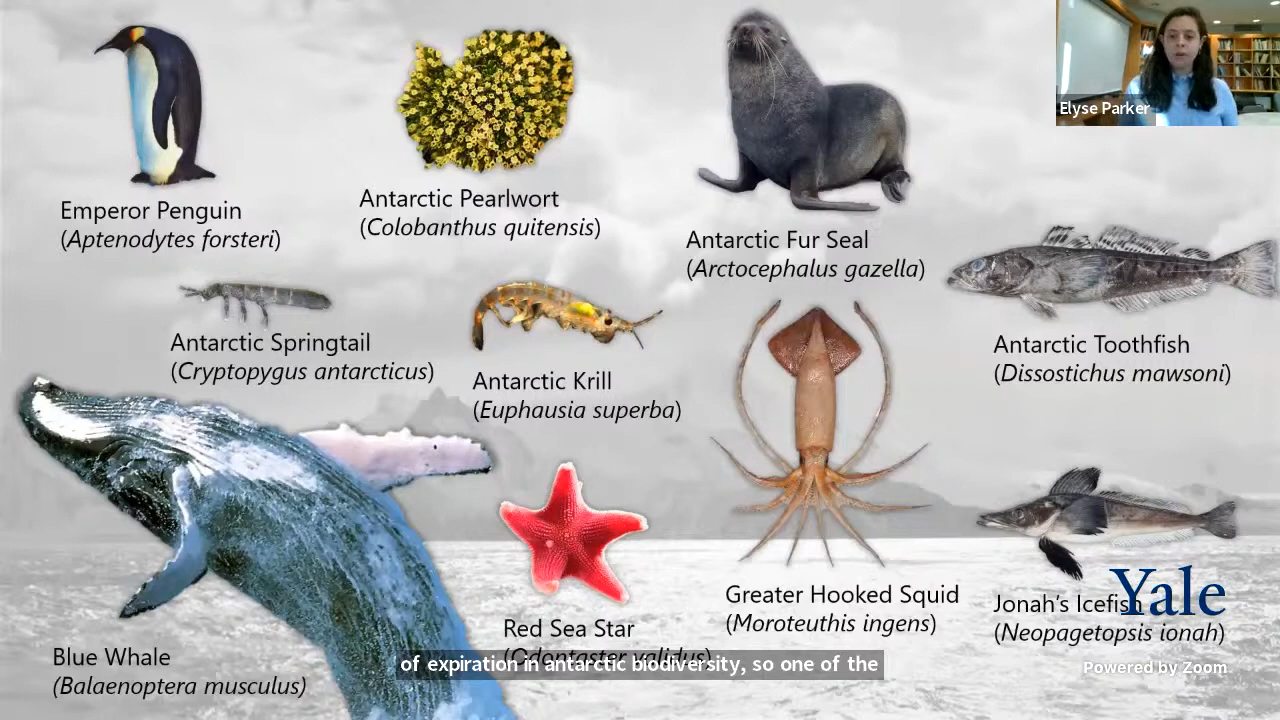 Elyse Parker
Emperor Penguin
(Aptenodytes forsteri)
Antarctic Pearlwort
(Colobanthus quitensis)
Antarctic Fur Seal
(Arctocephalus gazella)
Antarctic Springtail
(Cryptopygus antarcticus)
Antarctic Krill
(Euphausia superba)
Antarctic Toothfish
(Dissostichus mawsoni)
Blue Whale
(Balaenoptera musculus)
Red Sea Star
(Odontaster validus)
Greater Hooked Squid
(Moroteuthis ingens)
Jonah's Icefish
(Neopagetopsis ionah)
Yale
of expiration in antarctic biodiversity, so one of the
Powered by Zoom